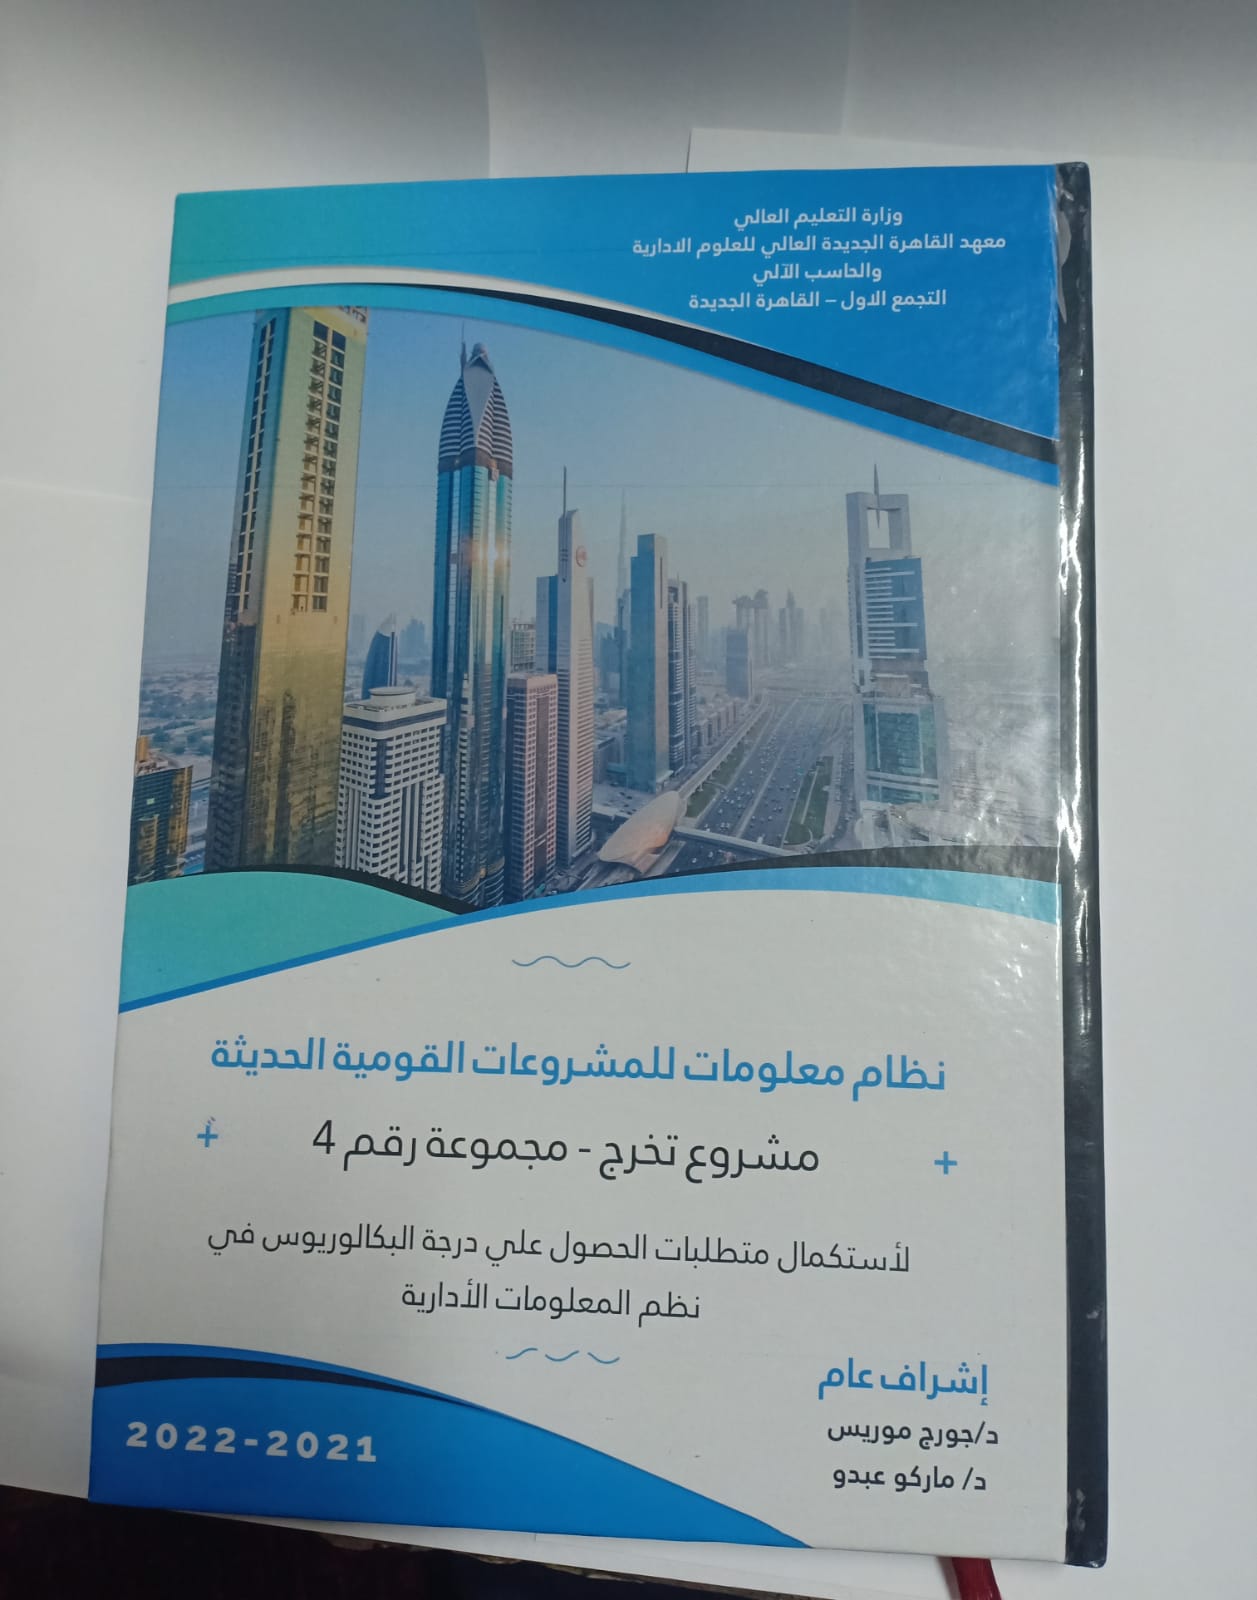 وزارة التعليم العالي
معهد القاهرة الجديدة العالي للعلوم الادارية
والحاسب الآلي
التجمع الاول – القاهرة الجديدة
نظام معلومات للمشروعات القومية الحديثة
مشروع تخرج - مجموعة رقم 4
لأستكمال متطلبات الحصول علي درجة البكالوريوس في
نظم المعلومات الأدارية
إشراف عام
د/جورج موريس
د/ ماركو عبدو
2022-2021